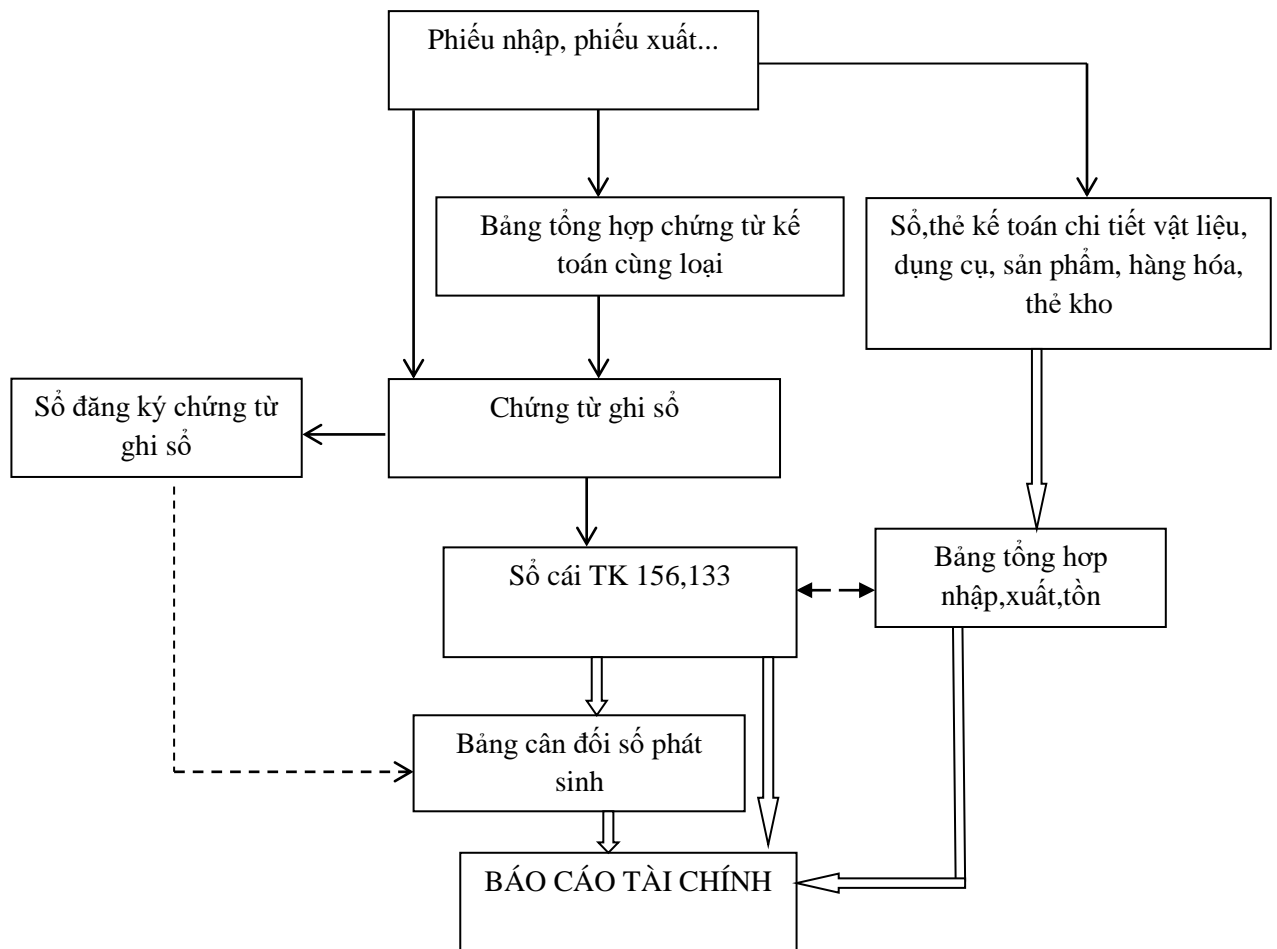 Phiếu nhập, phiếu xuất...
Bảng tổng hợp chứng từ kế
toán cùng loại
Sổ,thẻ kế toán chi tiết vật liệu,
dụng cụ, sản phẩm, hàng hóa,
thẻ kho
Sổ đăng ký chứng từ
ghi sổ
Chứng từ ghi sổ
Sổ cái TK 156,133
Bảng tổng hơp
nhập,xuất,tồn
Bảng cân đối số phát
sinh
BÁO CÁO TÀI CHÍNH